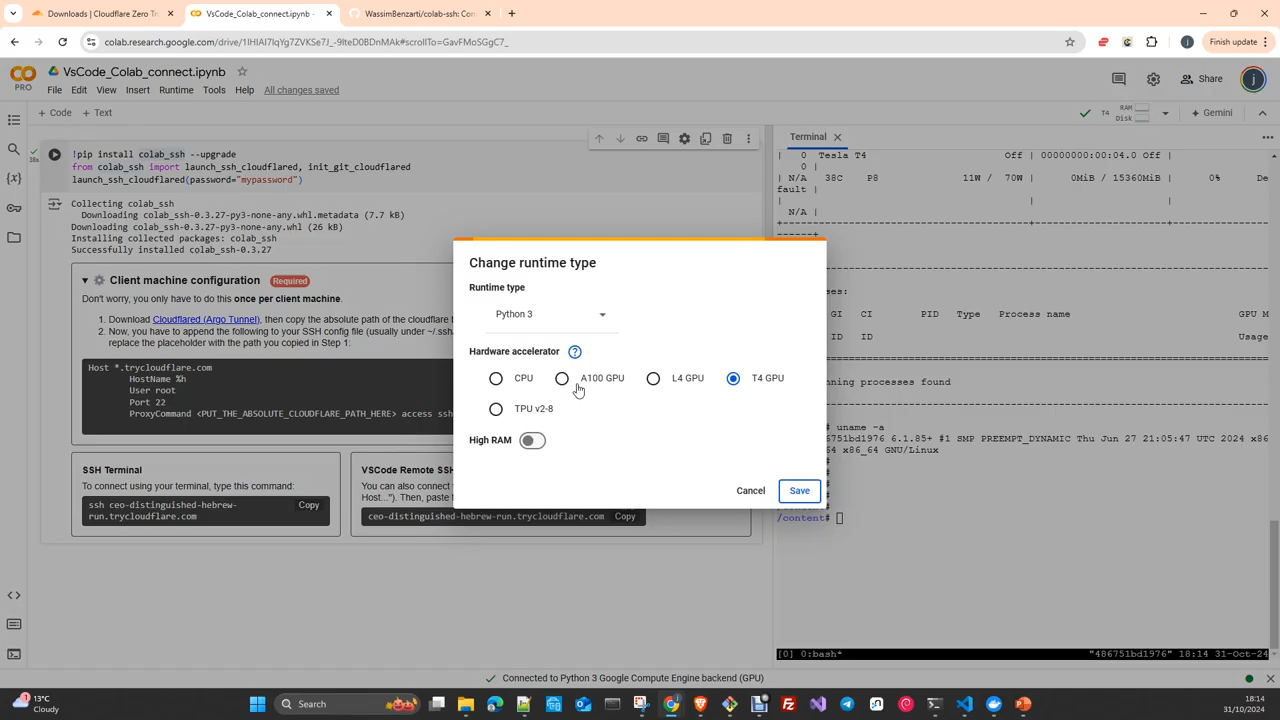 Downloads | Cloudflare Zero Tr
VsCode_Colab_connect.ipynb -
WassimBenzarti/colab-ssh: Con
Finish update
PRO
VsCode_Colab_connect.ipynb
File Edit View Insert Runtime Tools Help All changes saved
Share
j
+ Code + Text
T4 RAM
Disk
Gemini
38s
!pip install colab_ssh --upgrade
from colab_ssh import launch_ssh_cloudflared, init_git_cloudflared
launch_ssh_cloudflared(password="mypassword")
Collecting colab_ssh
Downloading colab_ssh-0.3.27-py3-none-any.whl.metadata (7.7 kB)
Downloading colab_ssh-0.3.27-py3-none-any.whl (26 kB)
Installing collected packages: colab_ssh
Successfully installed colab_ssh-0.3.27
Client machine configuration Required
Don't worry, you only have to do this once per client machine.
1. Download Cloudflared (Argo Tunnel), then copy the absolute path of the cloudflare
2. Now, you have to append the following to your SSH config file (usually under ~/.ssh
replace the placeholder with the path you copied in Step 1:
Host *.trycloudflare.com
HostName %h
User root
Port 22
ProxyCommand <PUT_THE_ABSOLUTE_CLOUDFLARE_PATH_HERE> access ssh
SSH Terminal
To connect using your terminal, type this command:
ssh ceo-distinguished-hebrew-
run.trycloudflare.com
Copy
VSCode Remote SSH
You can also connect
Host..."). Then, paste
ceo-distinguished-hebrew-run.trycloudflare.com Copy
Change runtime type
Runtime type
Python 3
Hardware accelerator
CPU A100 GPU L4 GPU T4 GPU
TPU v2-8
High RAM
Cancel Save
Terminal
| 0 Tesla T4 Off | 00000000:00:04.0 Off |
0 |
| N/A 38C P8 11W / 70W | 0MiB / 15360MiB | 0% De
fault |
| | |
N/A |
es:
GI CI PID Type Process name GPU M
ID ID Usage
nning processes found
# uname -a
486751bd1976 6.1.85+ #1 SMP PREEMPT_DYNAMIC Thu Jun 27 21:05:47 UTC 2024 x86
64 x86_64 GNU/Linux
#
#
#
#
/content#
[0] 0:bash* "486751bd1976" 18:14 31-Oct-24
Connected to Python 3 Google Compute Engine backend (GPU)
13°C
Cloudy
Search
18:14
31/10/2024